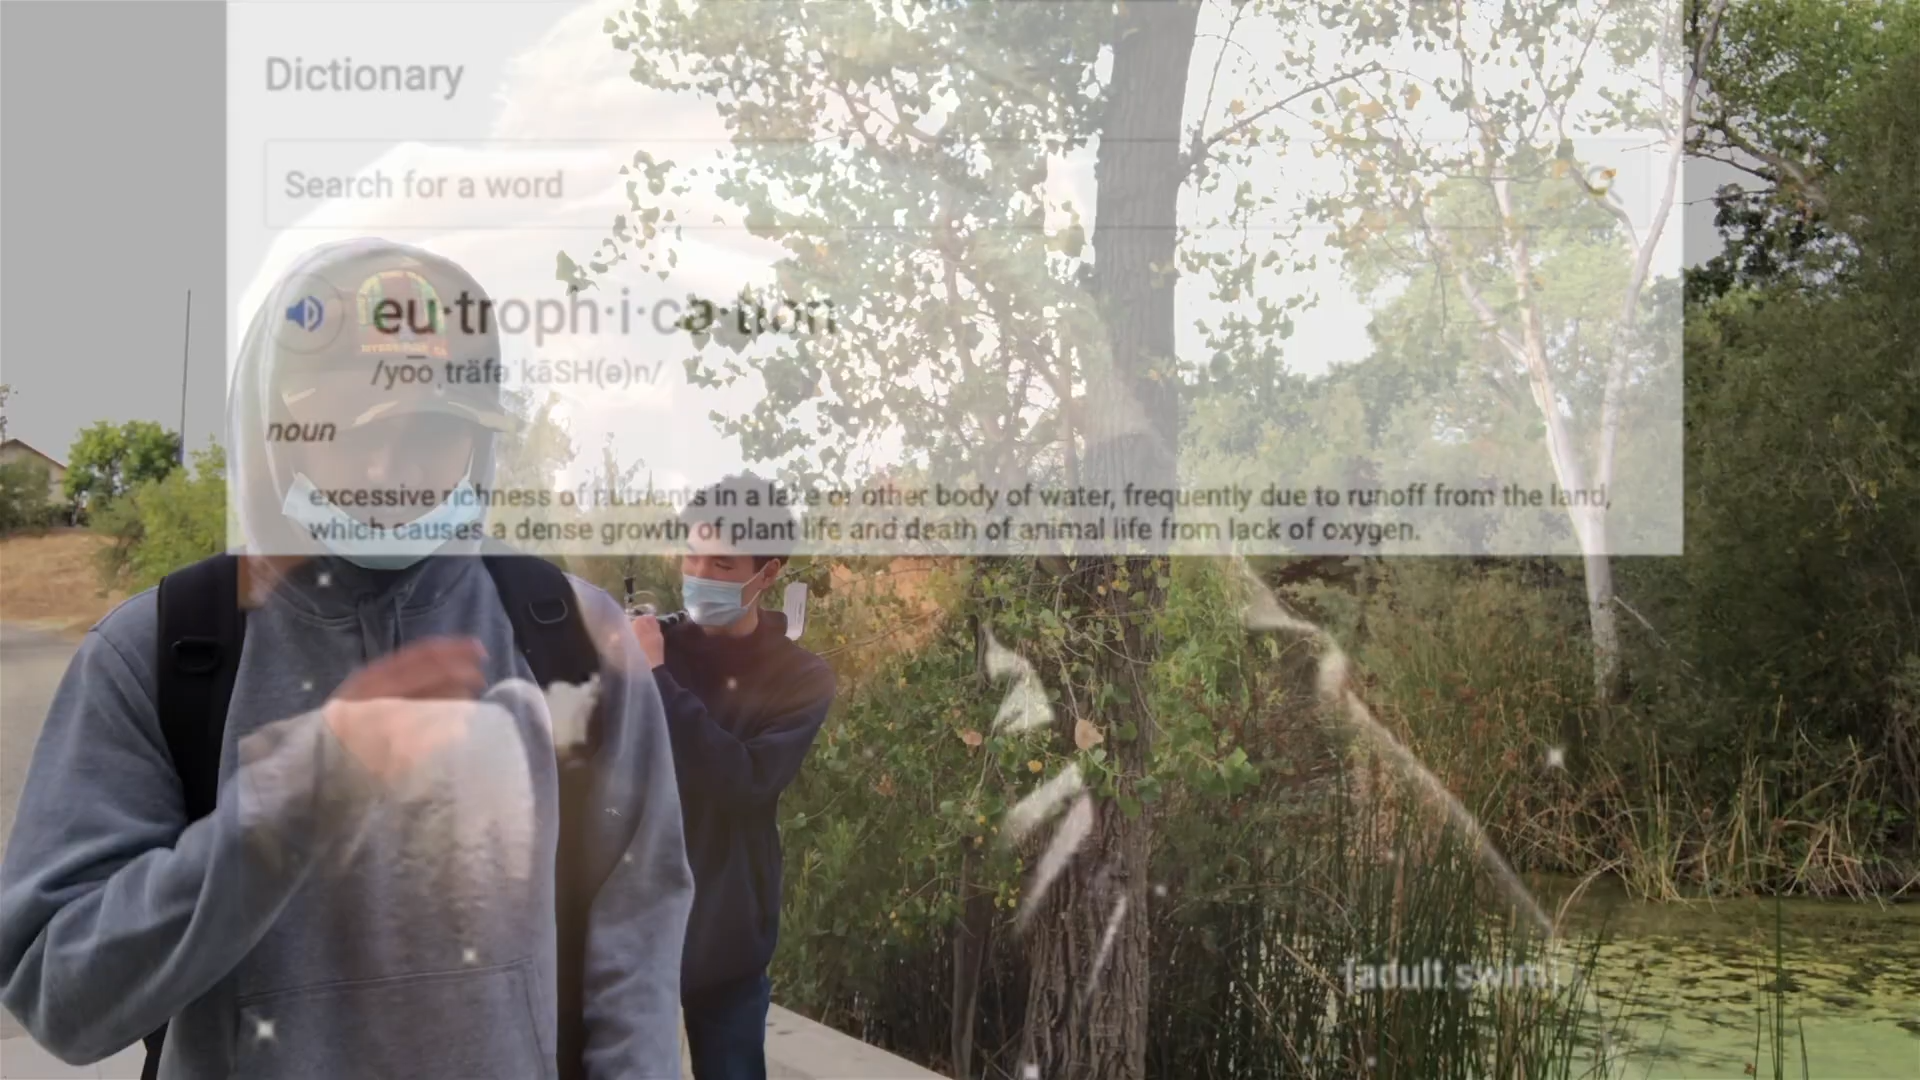 Dictionary
Search for a word
eu·troph·i·ca·tion
/yo͞oˌträfəˈkāSH(ə)n/
noun
excessive richness of nutrients in a lake or other body of water, frequently due to runoff from the land,
which causes a dense growth of plant life and death of animal life from lack of oxygen.
[adult swim]